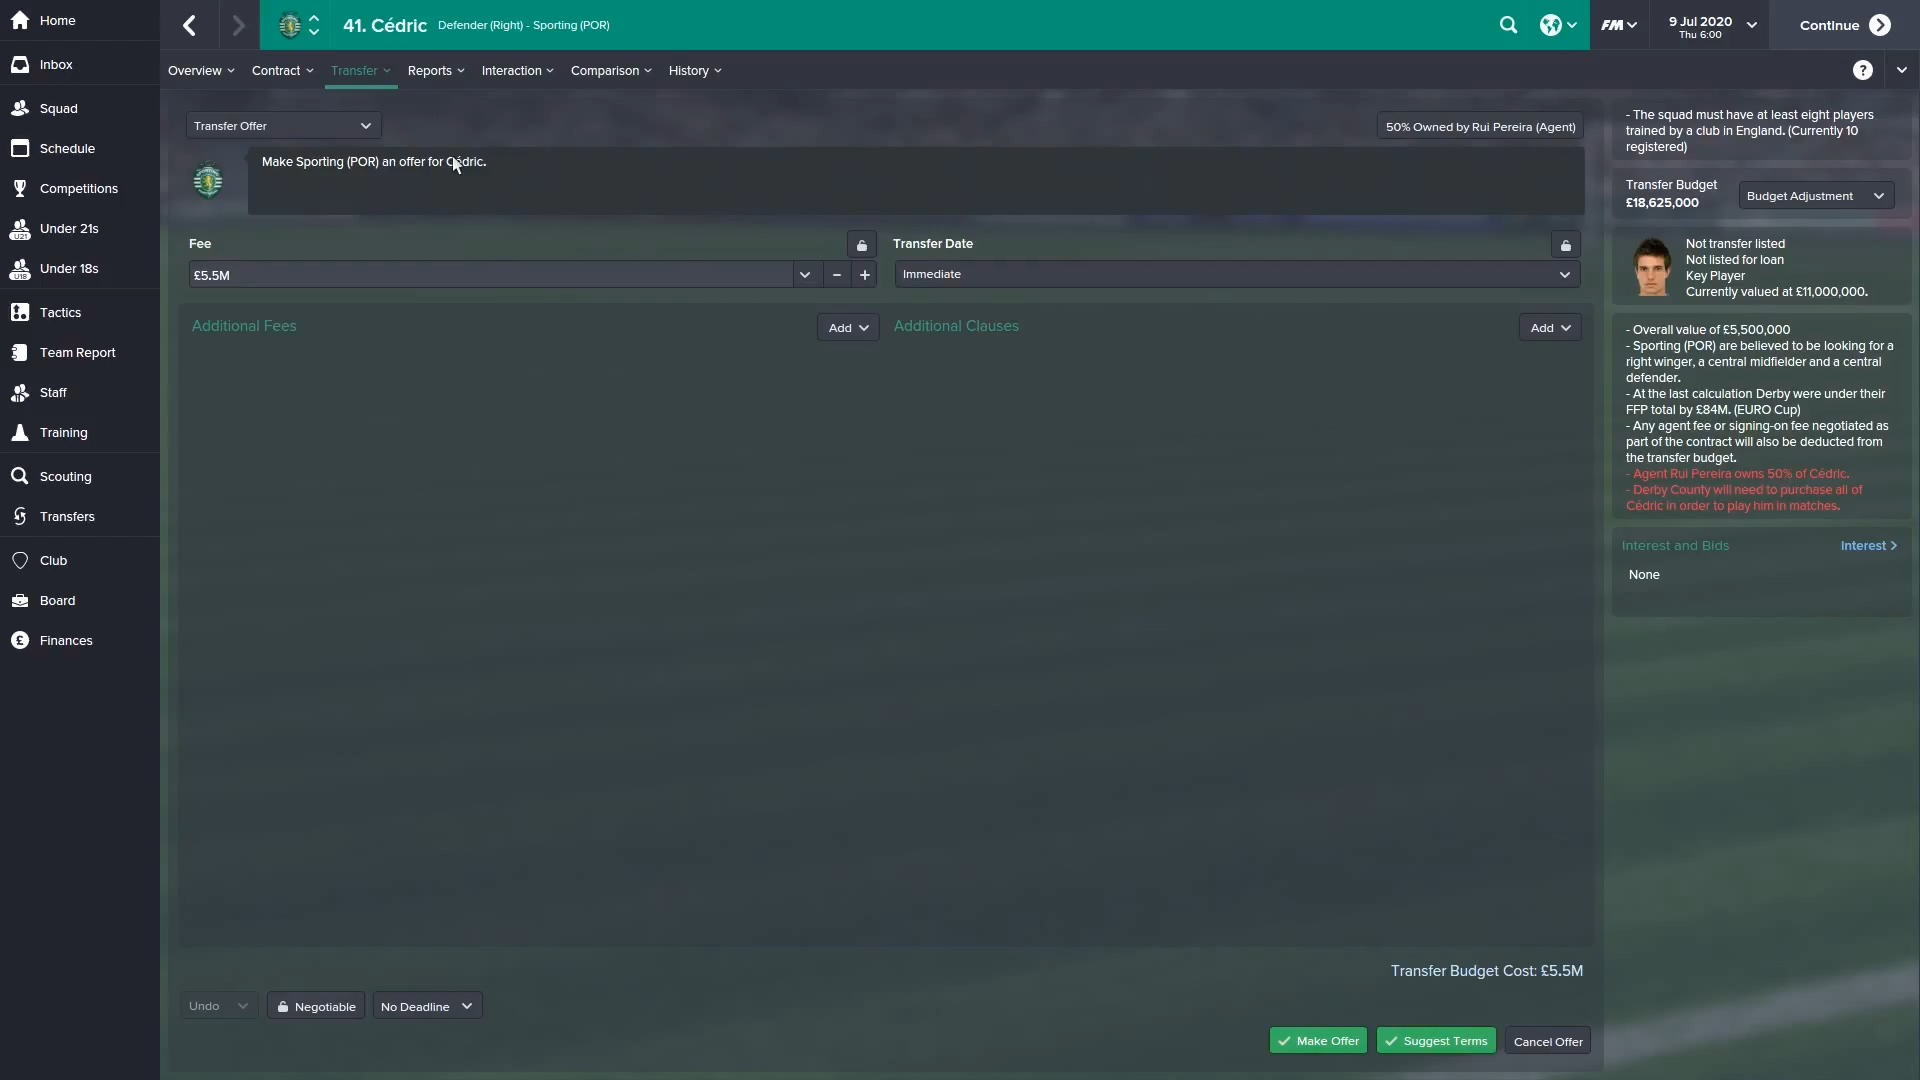 Home
Inbox
Squad
Schedule
Competitions
U21
Under 21s
U18
Under 18s
Tactics
Team Report
Staff
Training
Scouting
Transfers
Club
Board
£
Finances
41. Cédric
Defender (Right) - Sporting (POR)
FM
9 Jul 2020
Thu 6:00
Continue
Overview
Contract
Transfer
Reports
Interaction
Comparison
History
?
Transfer Offer
50% Owned by Rui Pereira (Agent)
Make Sporting (POR) an offer for Cédric.
Fee
£5.5M
Transfer Date
Immediate
Additional Fees
Add
Additional Clauses
Add
Transfer Budget Cost: £5.5M
Undo
Negotiable
No Deadline
Make Offer
Suggest Terms
Cancel Offer
- The squad must have at least eight players
trained by a club in England. (Currently 10
registered)
Transfer Budget
£18,625,000
Budget Adjustment
Not transfer listed
Not listed for loan
Key Player
Currently valued at £11,000,000.
- Overall value of £5,500,000
- Sporting (POR) are believed to be looking for a
right winger, a central midfielder and a central
defender.
- At the last calculation Derby were under their
FFP total by £84M. (EURO Cup)
- Any agent fee or signing-on fee negotiated as
part of the contract will also be deducted from
the transfer budget.
- Agent Rui Pereira owns 50% of Cédric.
- Derby County will need to purchase all of
Cédric in order to play him in matches.
Interest and Bids
Interest >
None